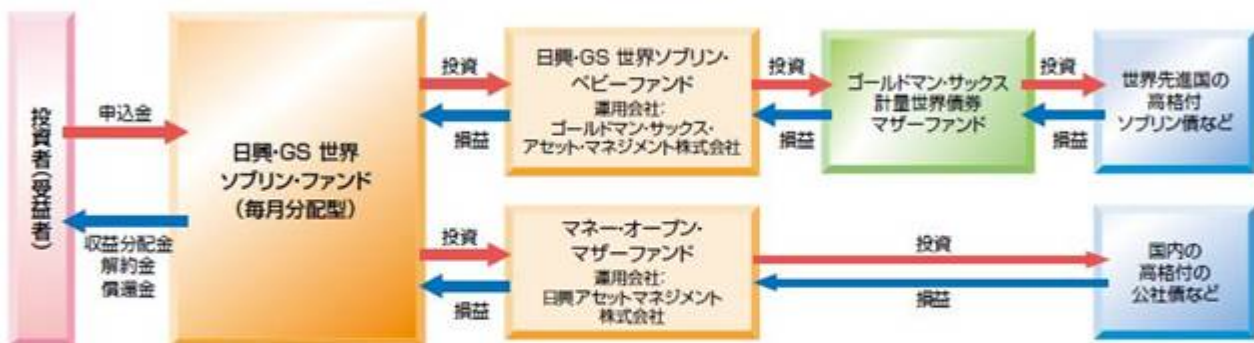 投資者(受益者)
申込金
収益分配金
解約金
償還金
日興・GS 世界
ソブリン・ファンド
(毎月分配型)
投資
損益
日興・GS 世界ソブリン・
ベビーファンド
運用会社:
ゴールドマン・サックス・
アセット・マネジメント株式会社
投資
損益
ゴールドマン・サックス
計量世界債券
マザーファンド
投資
損益
世界先進国の
高格付
ソブリン債など
投資
損益
マネー・オープン・
マザーファンド
運用会社:
日興アセットマネジメント
株式会社
投資
損益
国内の
高格付の
公社債など